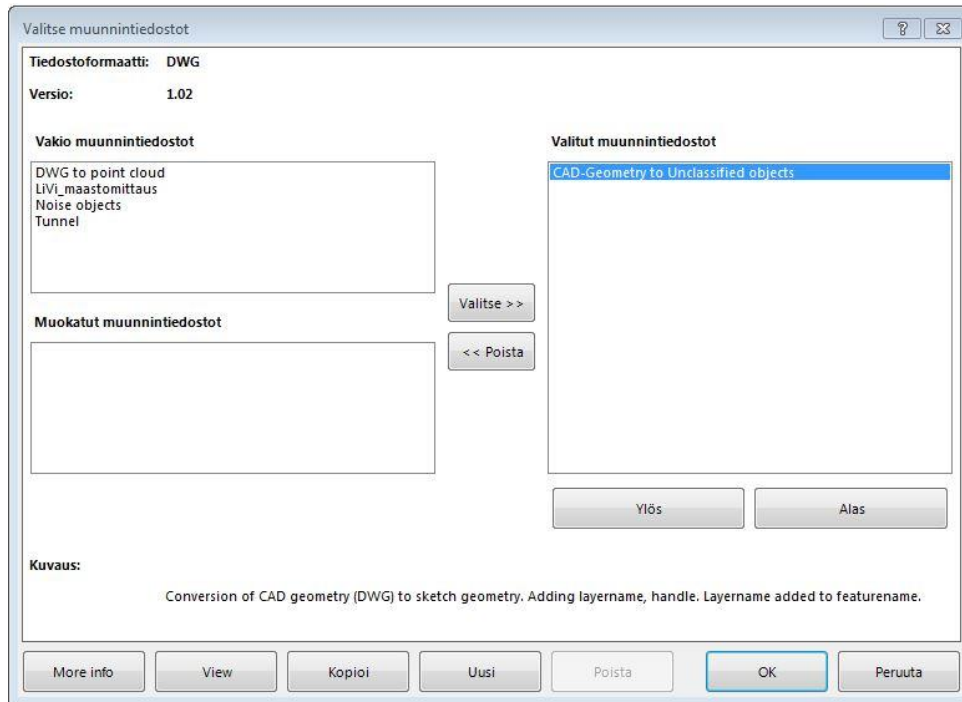 Valitse muunnintiedostot
Tiedostoformaatti: DWG
Versio: 1.02
Vakio muunnintiedostot
DWG to point cloud
LiVi_maastomittaus
Noise objects
Tunnel
Muokatut muunnintiedostot
Valitse >>
<< Poista
Valitut muunnintiedostot
CAD-Geometry to Unclassified objects
Ylös Alas
Kuvaus:
Conversion of CAD geometry (DWG) to sketch geometry. Adding layername, handle. Layername added to featurename.
More info View Kopioi Uusi Poista OK Peruuta